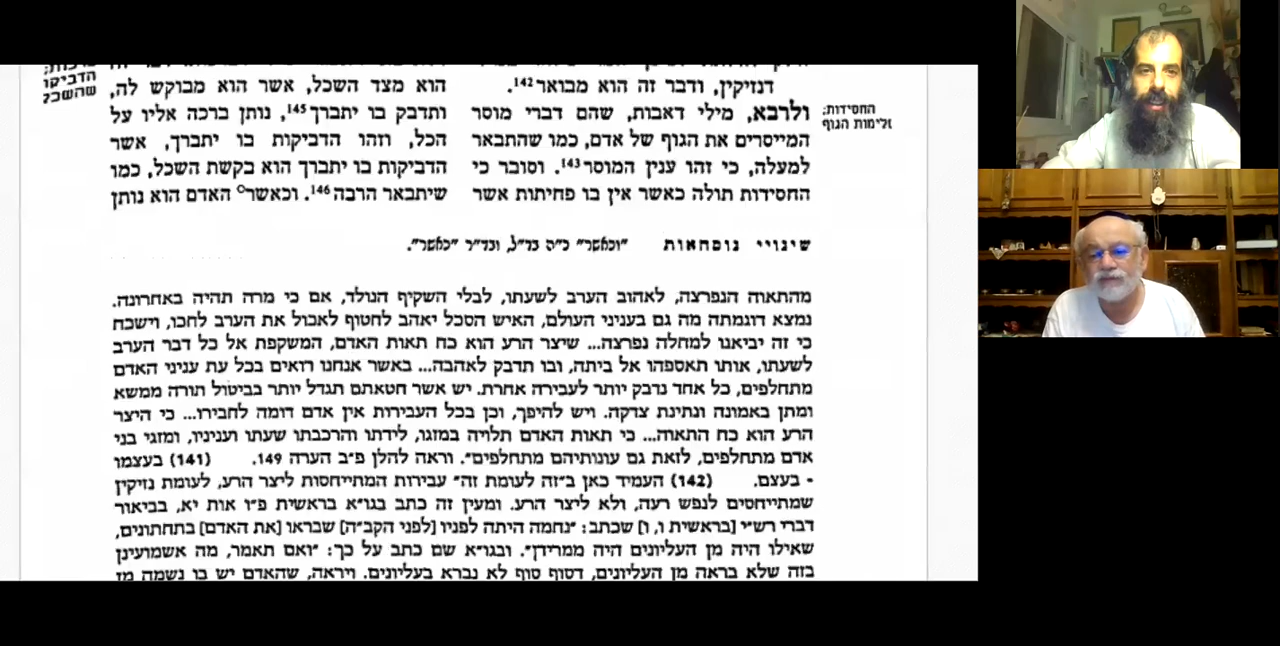 דנזיקין, ודבר זה הוא מבואר142.
ולרבא, מילי דאבות, שהם דברי מוסר
המייסרים את הגוף של אדם, כמו שהתבאר
למעלה, כי זהו ענין המוסר143. וסובר כי
החסידות תולה כאשר אין בו פחיתות אשר
החסידות:
זלימות הגוף
הדביקו
שהשכל
הוא מצד השכל, אשר הוא מבוקש לה,
ותדבק בו יתברך145, נותן ברכה אליו על
הכל, וזהו הדביקות בו יתברך, אשר
הדביקות בו יתברך הוא בקשת השכל, כמו
שיתבאר הרבה146. וכאשר° האדם הוא נותן
שינויי נוסחאות "וכאשר" כ"ה בד"ל, ובד"ר "כאשר".
מהתאוה הנפרצה, לאהוב הערב לשעתו, לבלי השקיף הנולד, אם כי מרה תהיה באחרונה.
נמצא דוגמתה מה גם בעניני העולם, האיש הסכל יאהב לחטוף לאכול את הערב לחכו, וישכח
כי זה יביאנו למחלה נפרצה... שיצר הרע הוא כח תאות האדם, המשקפת אל כל דבר הערב
לשעתו, אותו תאספהו אל ביתה, ובו תדבק לאהבה... באשר אנחנו רואים בכל עת עניני האדם
מתחלפים, כל אחד נדבק יותר לעבירה אחרת. יש אשר חטאתם תגדל יותר בביטול תורה ממשא
ומתן באמונה ונתינת צדקה. ויש להיפך, וכן בכל העבירות אין אדם דומה לחבירו... כי היצר
הרע הוא כח התאוה... כי תאות האדם תלויה במזגו, לידתו והרכבתו שעתו ועניניו, ומזגי בני
אדם מתחלפים, לזאת גם עונותיהם מתחלפים". וראה להלן פ"ב הערה 149. (141) בעצמו
- בעצם. (142) העמיד כאן ב"זה לעומת זה" עבירות המתייחסות ליצר הרע, לעומת נזיקין
שמתייחסים לנפש רעה, ולא ליצר הרע. ומעין זה כתב בגו"א בראשית פ"ו אות יא, בביאור
דברי רש"י [בראשית ו, ו] שכתב: "נחמה היתה לפניו [לפני הקב"ה] שבראו [את האדם] בתחתונים,
שאילו היה מן העליונים היה ממרידן". ובגו"א שם כתב על כך: "ואם תאמר, מה אשמועינן
בזה שלא בראה מן העליונים, דסוף סוף לא נברא בעליונים. ויראה, שהאדם יש בו נשמה מן